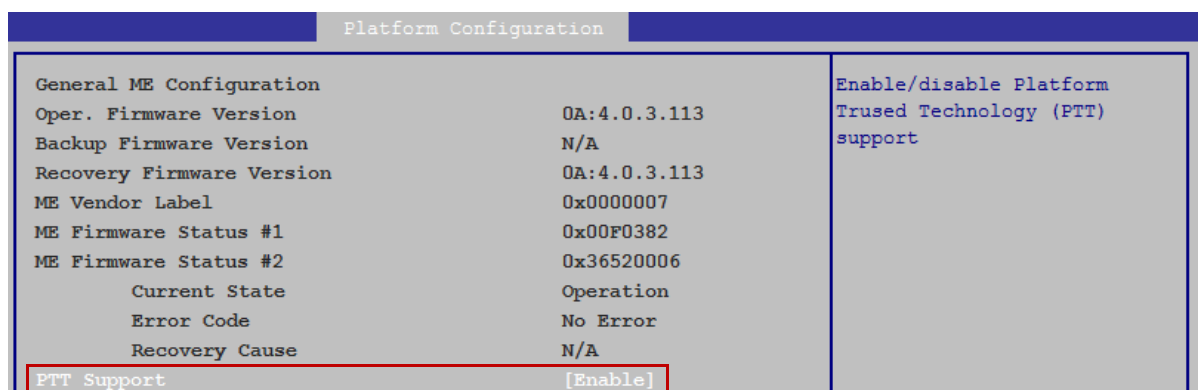 Platform Configuration
General ME Configuration
Oper. Firmware Version 0A:4.0.3.113
Backup Firmware Version N/A
Recovery Firmware Version 0A:4.0.3.113
ME Vendor Label 0x0000007
ME Firmware Status #1 0x00F0382
ME Firmware Status #2 0x36520006
Current State Operation
Error Code No Error
Recovery Cause N/A
PTT Support [Enable]
Enable/disable Platform
Trused Technology (PTT)
support